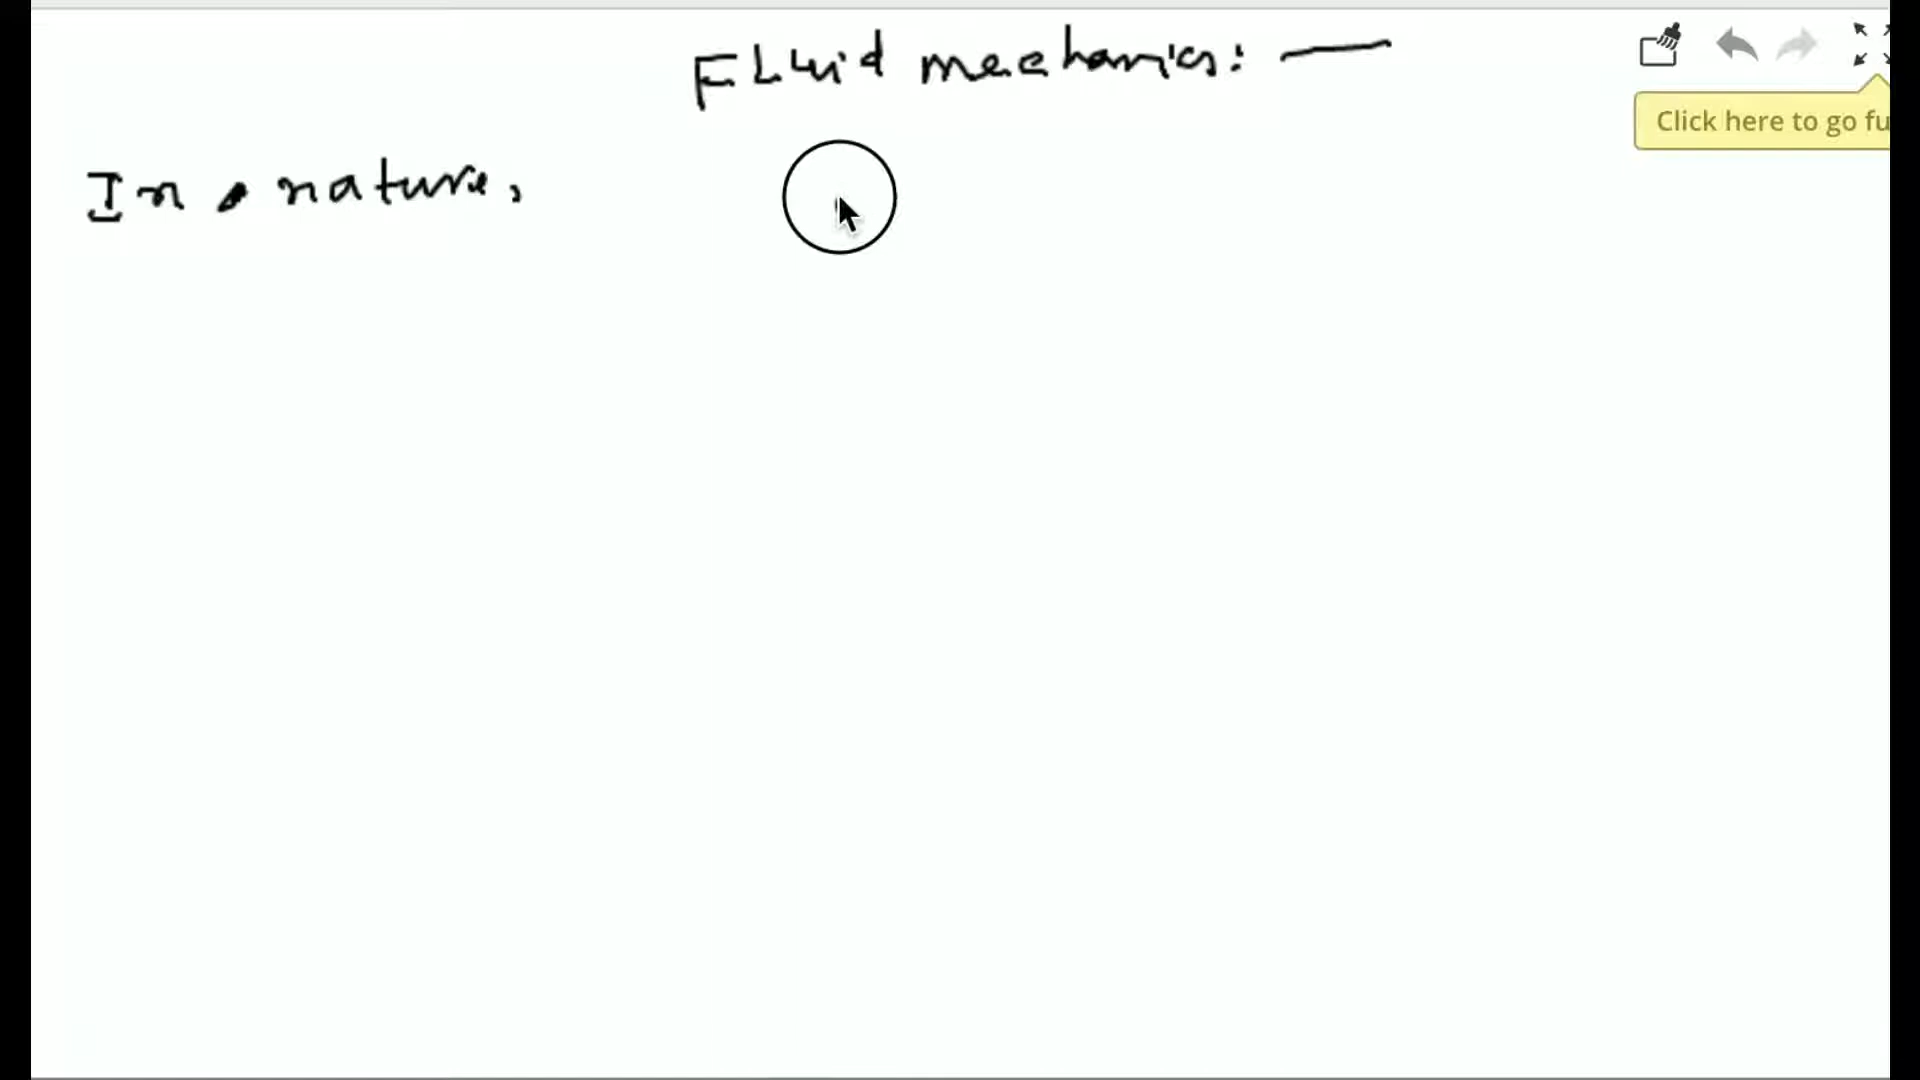 Fluid mechanics: —
Click here to go fu
In nature,